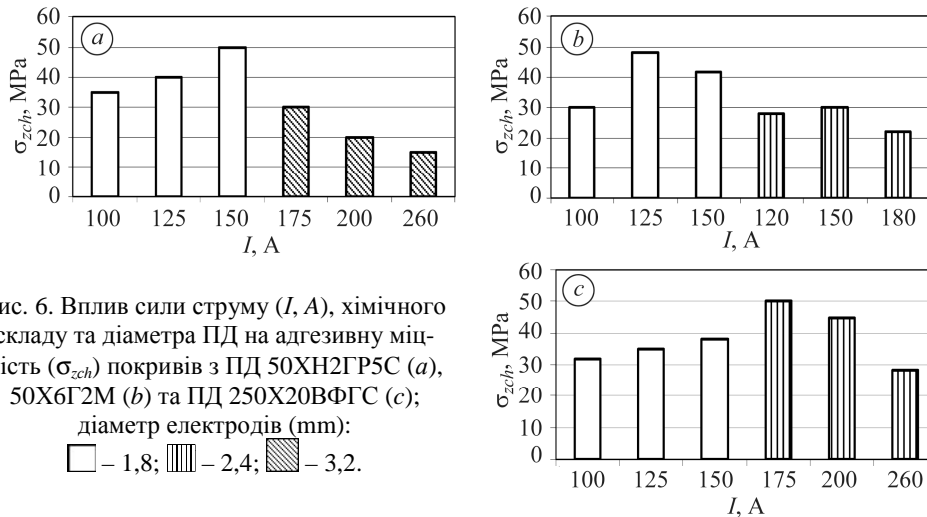 60
50
40
30
20
10
0
σzch, MPa
a
100 125 150 175 200 260
I, A
60
50
40
30
20
10
0
σzch, MPa
b
100 125 150 120 150 180
I, A
ис. 6. Вплив сили струму (I, A), хімічного
складу та діаметра ПД на адгезивну міц-
ність (σzch) покривів з ПД 50ХН2ГР5С (a),
50Х6Г2М (b) та ПД 250Х20ВФГС (c);
діаметр електродів (mm):
– 1,8; – 2,4; – 3,2.
60
50
40
30
20
10
0
σzch, MPa
c
100 125 150 175 200 260
I, A